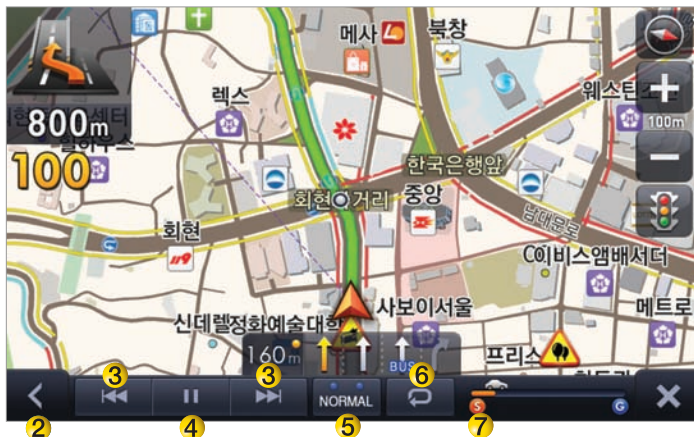 메사
북창
렉스
웨스틴조
800m
100m
100
한국은행앞
회현
거리
중앙
회현
119
남대문로
이비스앰배서더
사보이서울
메트로
신데렐
정화예술대학
160m
BUS
프리스
NORMAL
S
G
2
3
4
3
5
6
7